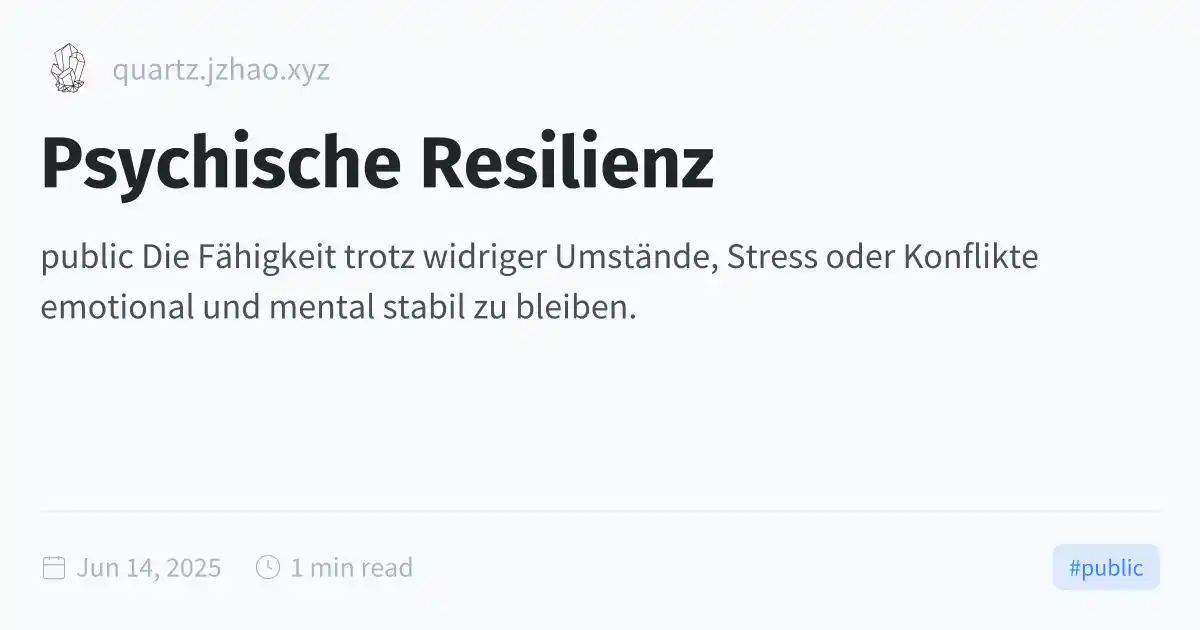 quartz.jzhao.xyz
Psychische Resilienz
public Die Fähigkeit trotz widriger Umstände, Stress oder Konflikte
emotional und mental stabil zu bleiben.
Jun 14, 2025
1 min read
#public